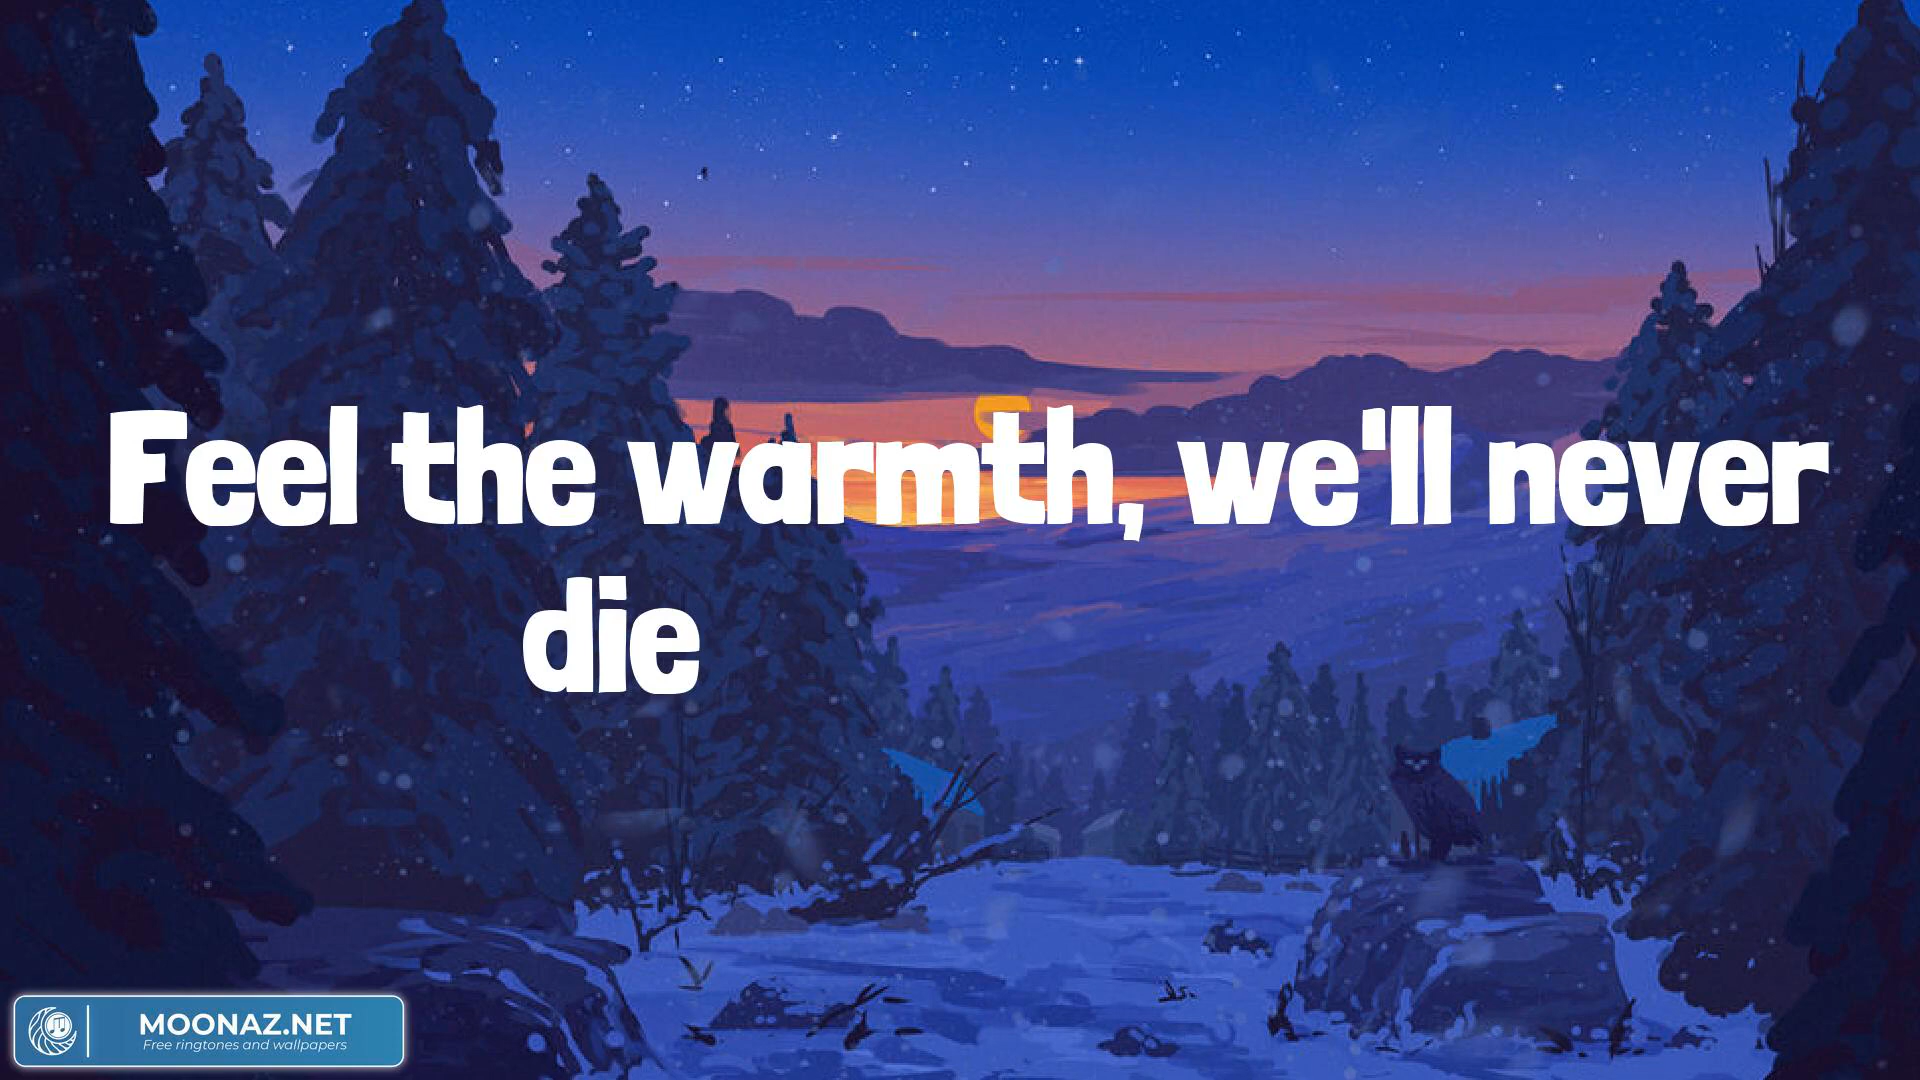 Feel the warmth, we'll never
die
MOONAZ.NET
Free ringtones and wallpapers